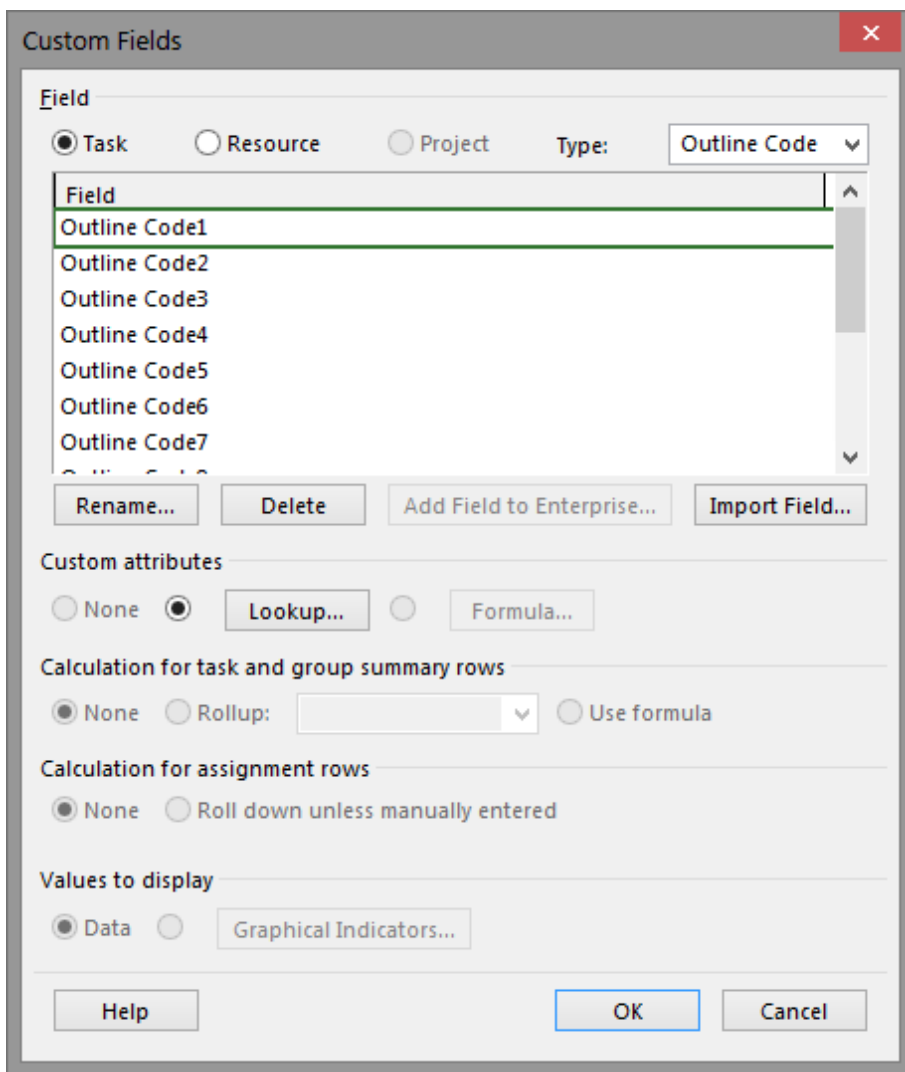 Custom Fields
Field
Task Resource Project Type: Outline Code
Field
Outline Code1
Outline Code2
Outline Code3
Outline Code4
Outline Code5
Outline Code6
Outline Code7
Rename... Delete Add Field to Enterprise... Import Field...
Custom attributes
None Lookup... Formula...
Calculation for task and group summary rows
None Rollup: Use formula
Calculation for assignment rows
None Roll down unless manually entered
Values to display
Data Graphical Indicators...
Help OK Cancel